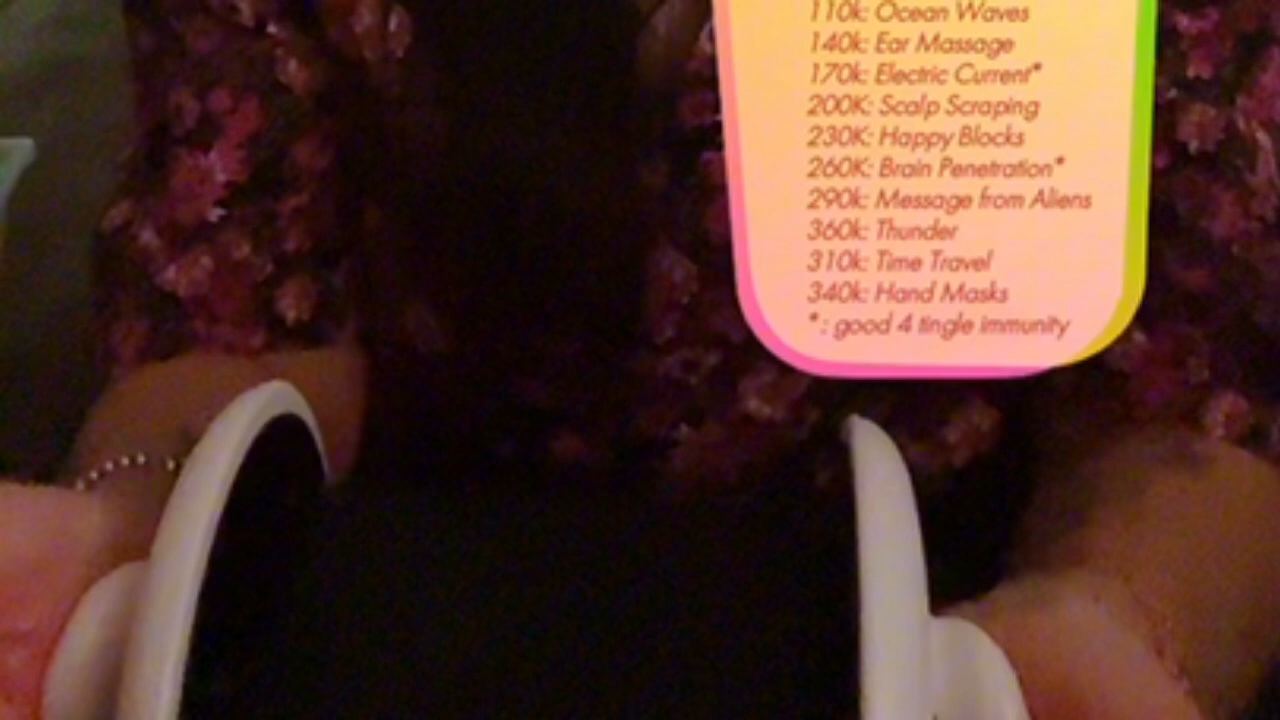 110k: Ocean Waves
140k: Ear Massage
170k: Electric Current*
200K: Scalp Scraping
230K: Happy Blocks
260K: Brain Penetration*
290k: Message from Aliens
360k: Thunder
310k: Time Travel
340k: Hand Masks
* : good 4 tingle immunity